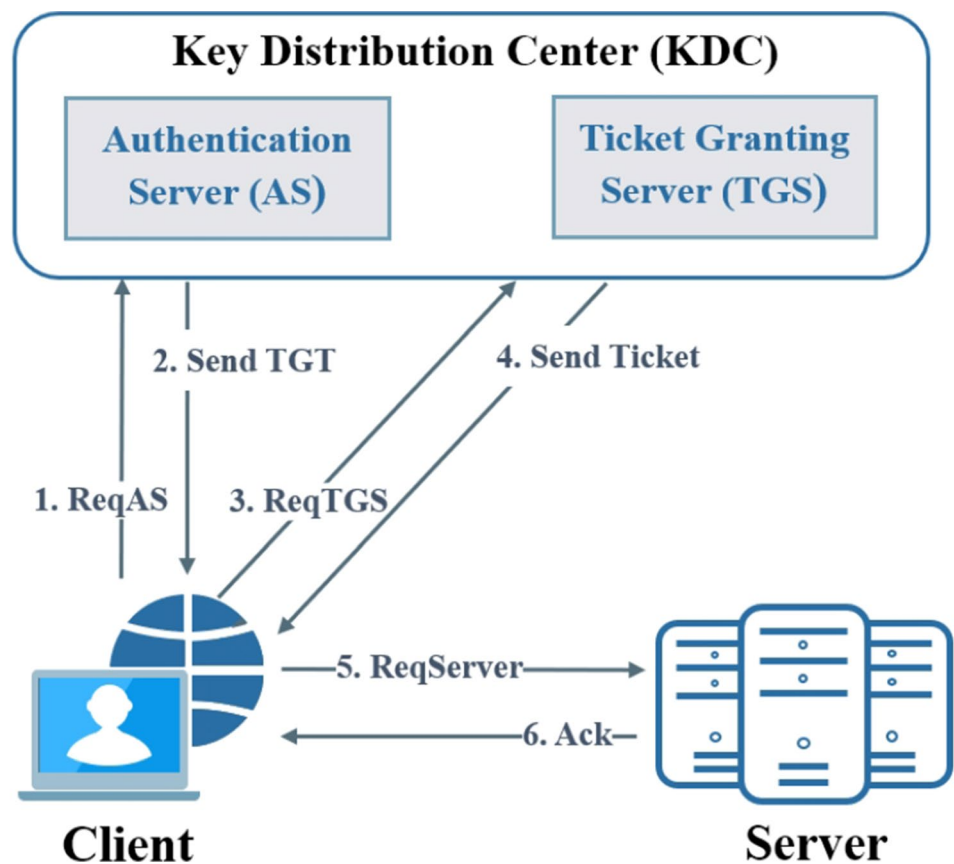 Key Distribution Center (KDC)
Authentication
Server (AS)
Ticket Granting
Server (TGS)
2. Send TGT
4. Send Ticket
1. ReqAS
3. ReqTGS
5. ReqServer
6. Ack
Client
Server